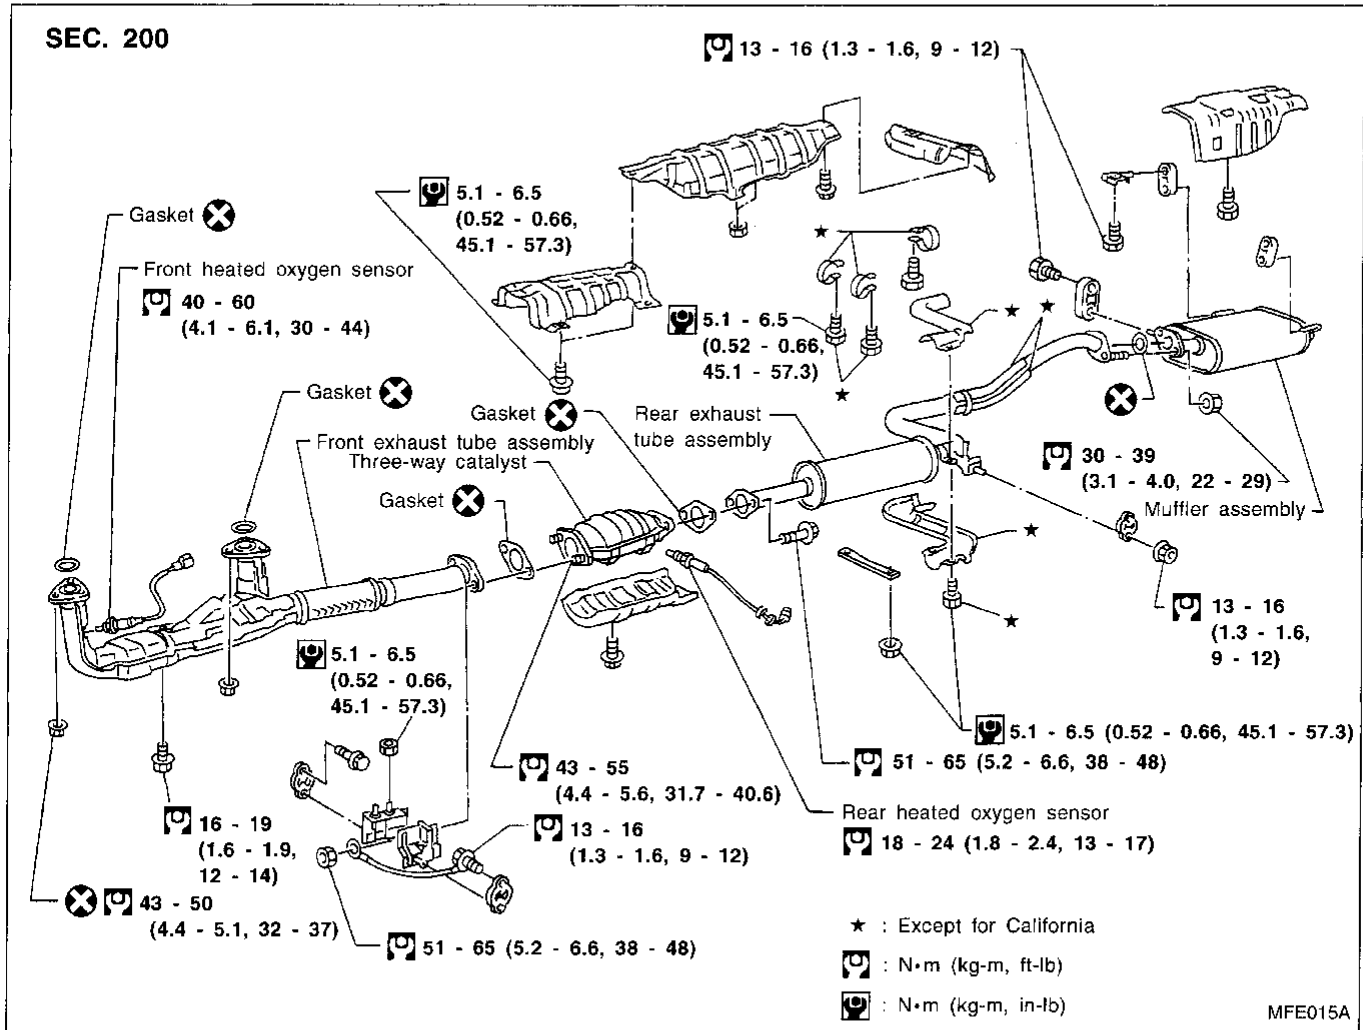 SEC. 200
13 - 16 (1.3 - 1.6, 9 - 12)
5.1 - 6.5
(0.52 - 0.66,
45.1 - 57.3)
Gasket
Front heated oxygen sensor
40 - 60
(4.1 - 6.1, 30 - 44)
★
★
★
5.1 - 6.5
(0.52 - 0.66,
45.1 - 57.3)
★
Gasket
Gasket
Rear exhaust
tube assembly
Front exhaust tube assembly
Three-way catalyst
Gasket
30 - 39
(3.1 - 4.0, 22 - 29)
Muffler assembly
★
★
13 - 16
(1.3 - 1.6,
9 - 12)
5.1 - 6.5
(0.52 - 0.66,
45.1 - 57.3)
5.1 - 6.5 (0.52 - 0.66, 45.1 - 57.3)
51 - 65 (5.2 - 6.6, 38 - 48)
43 - 55
(4.4 - 5.6, 31.7 - 40.6)
Rear heated oxygen sensor
18 - 24 (1.8 - 2.4, 13 - 17)
16 - 19
(1.6 - 1.9,
12 - 14)
13 - 16
(1.3 - 1.6, 9 - 12)
43 - 50
(4.4 - 5.1, 32 - 37)
51 - 65 (5.2 - 6.6, 38 - 48)
★ : Except for California
: N•m (kg-m, ft-lb)
: N•m (kg-m, in-lb)
MFE015A